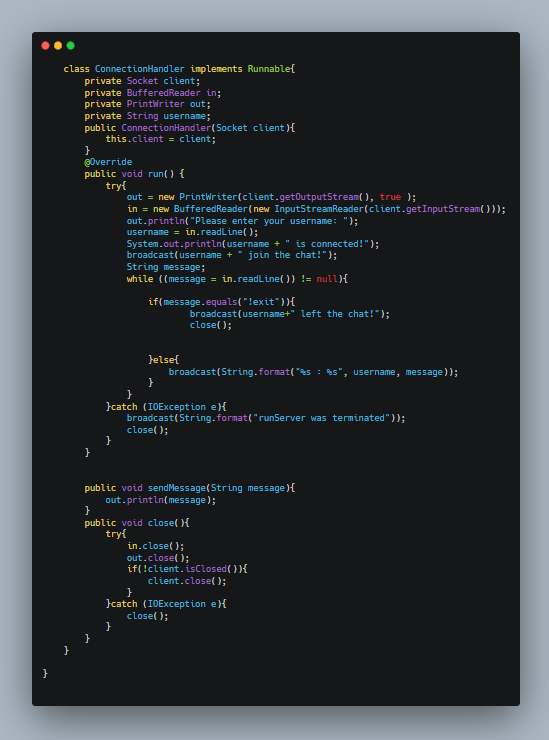 class ConnectionHandler implements Runnable{
private Socket client;
private BufferedReader in;
private PrintWriter out;
private String username;
public ConnectionHandler(Socket client){
this.client = client;
}
@Override
public void run() {
try{
out = new PrintWriter(client.getOutputStream(), true );
in = new BufferedReader(new InputStreamReader(client.getInputStream()));
out.println("Please enter your username: ");
username = in.readLine();
System.out.println(username + " is connected!");
broadcast(username + " join the chat!");
String message;
while ((message = in.readLine()) != null){
if(message.equals("!exit")){
broadcast(username+" left the chat!");
close();
}else{
broadcast(String.format("%s : %s", username, message));
}
}
}catch (IOException e){
broadcast(String.format("runServer was terminated"));
close();
}
}
public void sendMessage(String message){
out.println(message);
}
public void close(){
try{
in.close();
out.close();
if(!client.isClosed()){
client.close();
}
}catch (IOException e){
close();
}
}
}
}